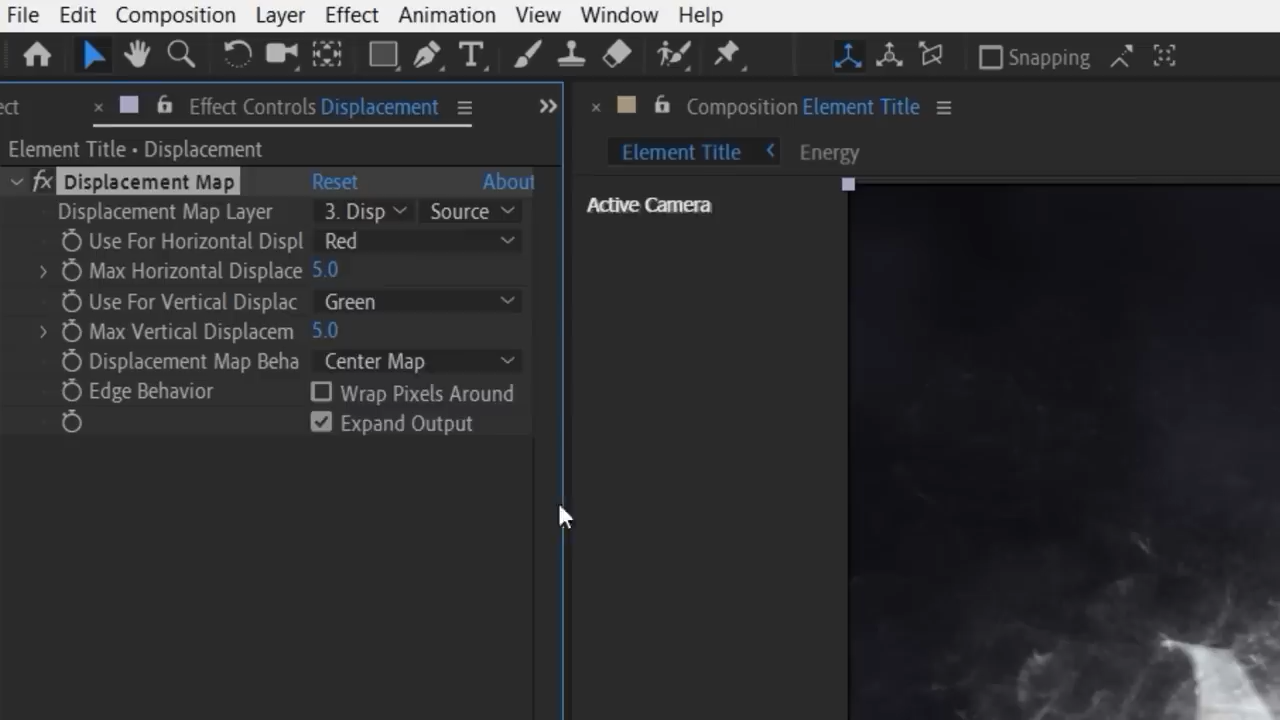 File Edit Composition Layer Effect Animation View Window Help
Snapping
ect × Effect Controls Displacement
× Composition Element Title
Element Title • Displacement
Element Title Energy
fx Displacement Map Reset About
Active Camera
Displacement Map Layer 3. Disp Source
Use For Horizontal Displ Red
Max Horizontal Displace 5.0
Use For Vertical Displac Green
Max Vertical Displacem 5.0
Displacement Map Beha Center Map
Edge Behavior Wrap Pixels Around
Expand Output